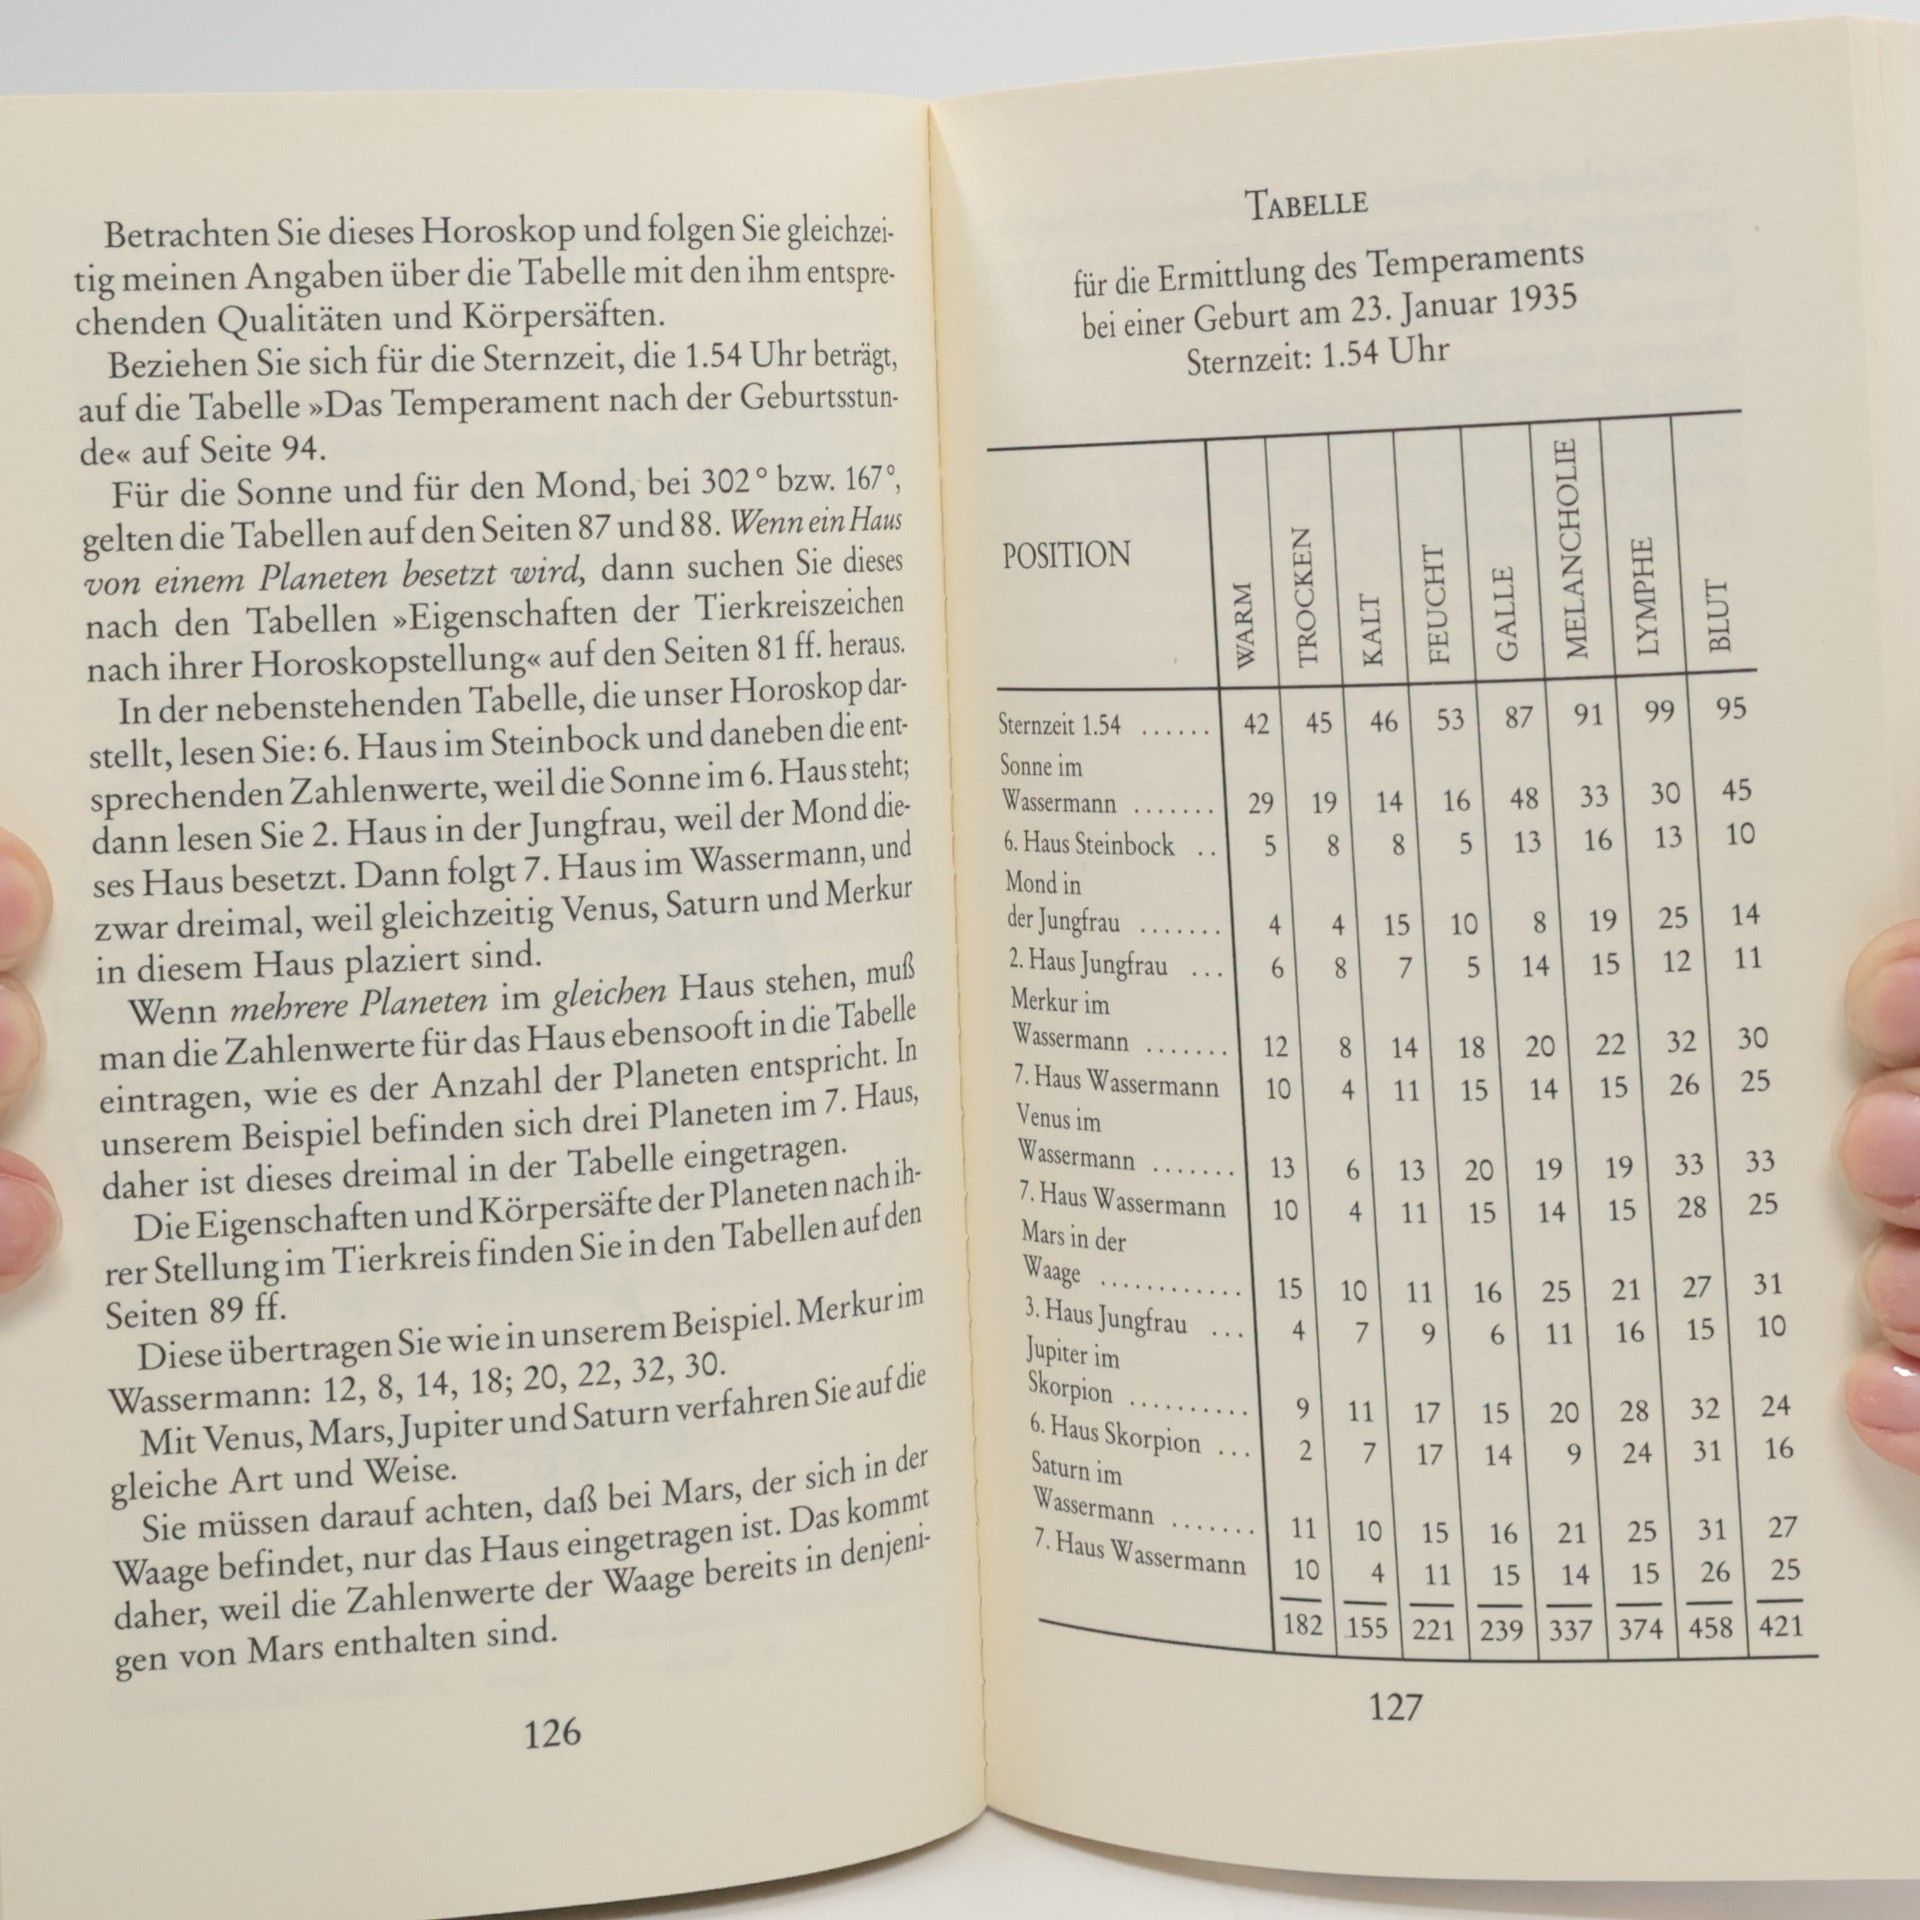 Betrachten Sie dieses Horoskop und folgen Sie gleichzei-
tig meinen Angaben über die Tabelle mit den ihm entspre-
chenden Qualitäten und Körpersäften.
Beziehen Sie sich für die Sternzeit, die 1.54 Uhr beträgt,
auf die Tabelle »Das Temperament nach der Geburtsstun-
de« auf Seite 94.
Für die Sonne und für den Mond, bei 302° bzw. 167°,
gelten die Tabellen auf den Seiten 87 und 88. Wenn ein Haus
von einem Planeten besetzt wird, dann suchen Sie dieses
nach den Tabellen »Eigenschaften der Tierkreiszeichen
nach ihrer Horoskopstellung« auf den Seiten 81 ff. heraus.
In der nebenstehenden Tabelle, die unser Horoskop dar-
stellt, lesen Sie: 6. Haus im Steinbock und daneben die ent-
sprechenden Zahlenwerte, weil die Sonne im 6. Haus steht;
dann lesen Sie 2. Haus in der Jungfrau, weil der Mond die-
ses Haus besetzt. Dann folgt 7. Haus im Wassermann, und
zwar dreimal, weil gleichzeitig Venus, Saturn und Merkur
in diesem Haus plaziert sind.
Wenn mehrere Planeten im gleichen Haus stehen, muß
man die Zahlenwerte für das Haus ebensooft in die Tabelle
eintragen, wie es der Anzahl der Planeten entspricht. In
unserem Beispiel befinden sich drei Planeten im 7. Haus,
daher ist dieses dreimal in der Tabelle eingetragen.
Die Eigenschaften und Körpersäfte der Planeten nach ih-
rer Stellung im Tierkreis finden Sie in den Tabellen auf den
Seiten 89 ff.
Diese übertragen Sie wie in unserem Beispiel. Merkur im
Wassermann: 12, 8, 14, 18; 20, 22, 32, 30.
Mit Venus, Mars, Jupiter und Saturn verfahren Sie auf die
gleiche Art und Weise.
Sie müssen darauf achten, daß bei Mars, der sich in der
Waage befindet, nur das Haus eingetragen ist. Das kommt
daher, weil die Zahlenwerte der Waage bereits in denjeni-
gen von Mars enthalten sind.
126
TABELLE
für die Ermittlung des Temperaments
bei einer Geburt am 23. Januar 1935
Sternzeit: 1.54 Uhr
POSITION WARM TROCKEN KALT FEUCHT GALLE MELANCHOLIE LYMPHE BLUT
Sternzeit 1.54 ...... 42 45 46 53 87 91 99 95
Sonne im
Wassermann ....... 29 19 14 16 48 33 30 45
6. Haus Steinbock .. 5 8 8 5 13 16 13 10
Mond in
der Jungfrau ....... 4 4 15 10 8 19 25 14
2. Haus Jungfrau ... 6 8 7 5 14 15 12 11
Merkur im
Wassermann ....... 12 8 14 18 20 22 32 30
7. Haus Wassermann 10 4 11 15 14 15 26 25
Venus im
Wassermann ....... 13 6 13 20 19 19 33 33
7. Haus Wassermann 10 4 11 15 14 15 28 25
Mars in der
Waage ............ 15 10 11 16 25 21 27 31
3. Haus Jungfrau ... 4 7 9 6 11 16 15 10
Jupiter im
Skorpion .......... 9 11 17 15 20 28 32 24
6. Haus Skorpion ... 2 7 17 14 9 24 31 16
Saturn im
Wassermann ....... 11 10 15 16 21 25 31 27
7. Haus Wassermann 10 4 11 15 14 15 26 25
182 155 221 239 337 374 458 421
127